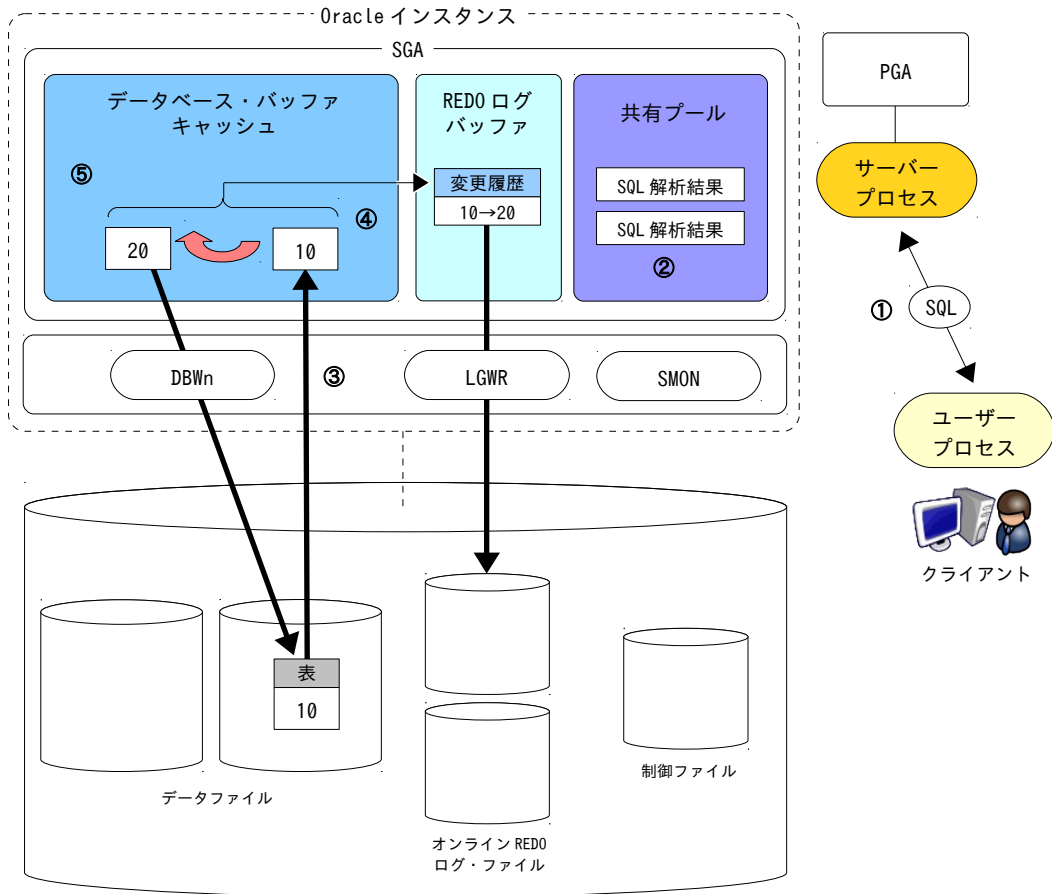 Oracle インスタンス
SGA
データベース・バッファ
キャッシュ
REDO ログ
バッファ
共有プール
PGA
サーバー
プロセス
⑤
変更履歴
10→20
SQL 解析結果
SQL 解析結果
④
20
10
②
①
SQL
DBWn
③
LGWR
SMON
ユーザー
プロセス
クライアント
表
10
データファイル
制御ファイル
オンライン REDO
ログ・ファイル